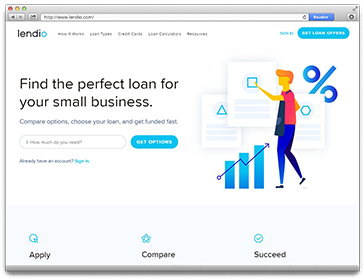 http://www.lendio.com/
Reader
lendio
How It Works Loan Types Credit Cards Loan Calculators Resources
SIGN IN
GET LOAN OFFERS
Find the perfect loan for
your small business.
Compare options, choose your loan, and get funded fast.
$ How much do you need?
GET OPTIONS
Already have an account? Sign in.
%
Apply
Compare
Succeed